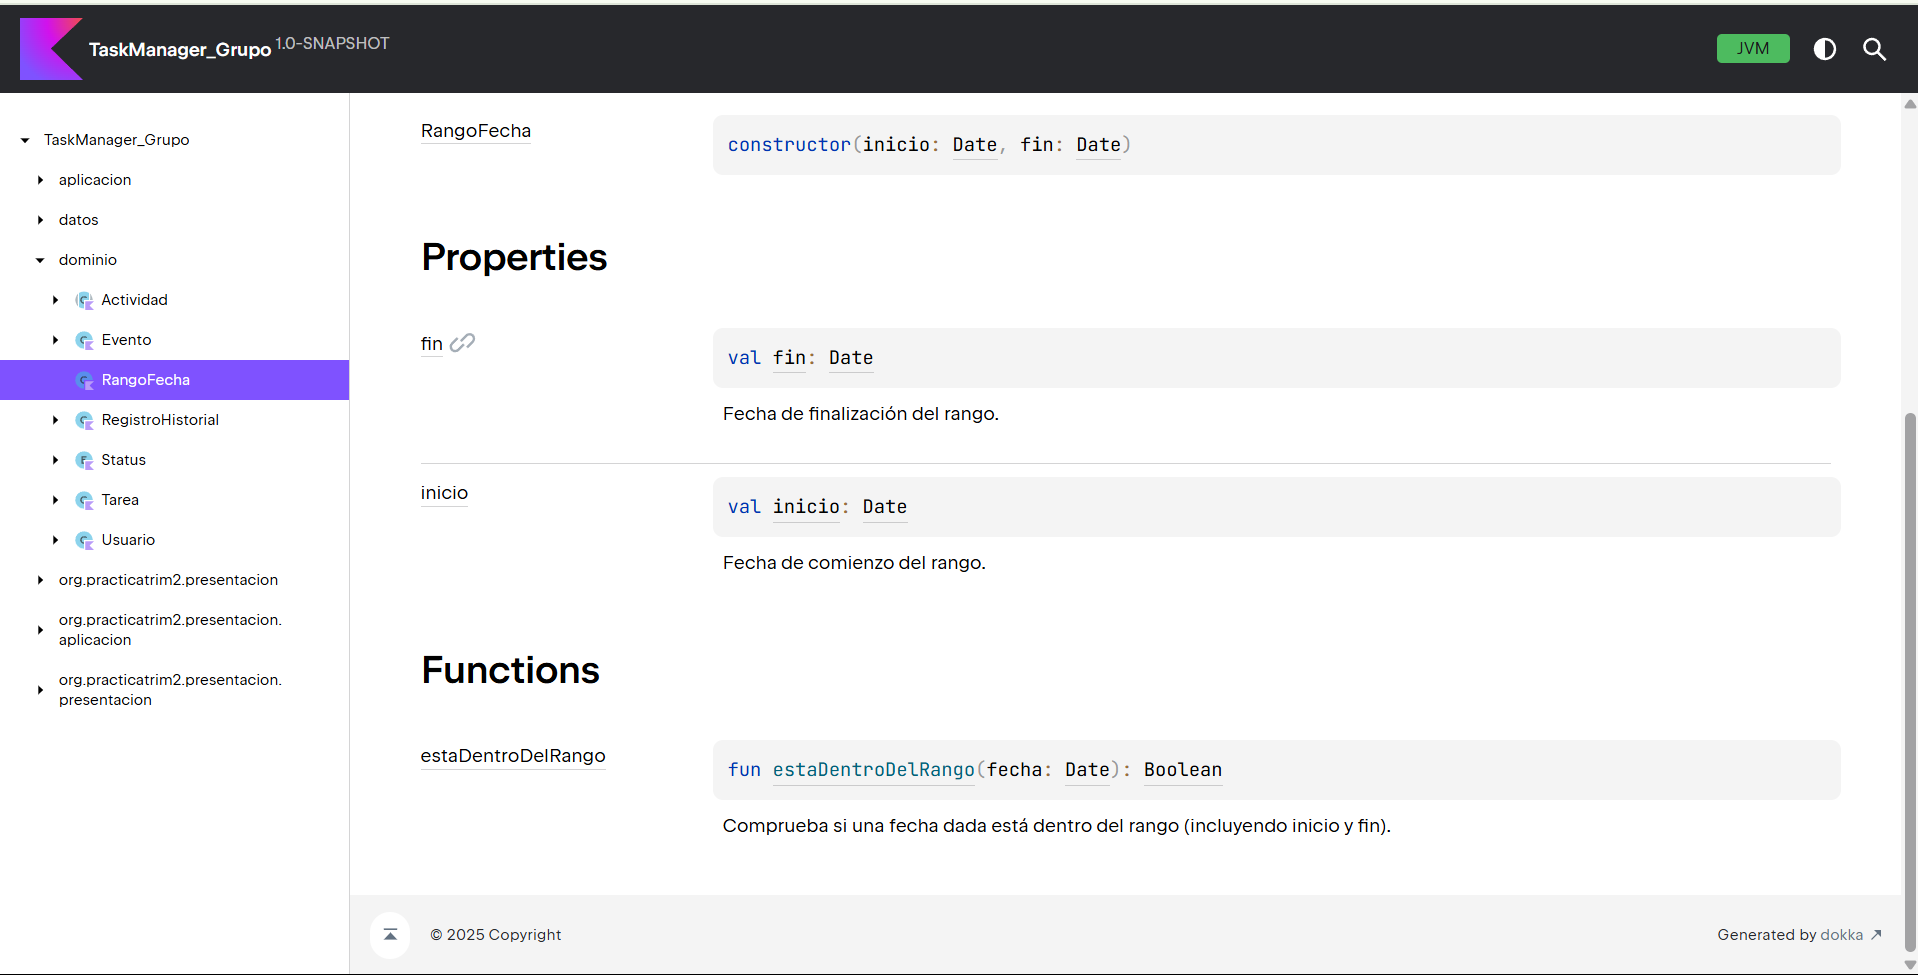 TaskManager_Grupo 1.0-SNAPSHOT
JVM
TaskManager_Grupo
aplicacion
datos
dominio
Actividad
Evento
RangoFecha
RegistroHistorial
Status
Tarea
Usuario
org.practicatrim2.presentacion
org.practicatrim2.presentacion.
aplicacion
org.practicatrim2.presentacion.
presentacion
RangoFecha
constructor(inicio: Date, fin: Date)
Properties
fin
val fin: Date
Fecha de finalización del rango.
inicio
val inicio: Date
Fecha de comienzo del rango.
Functions
estaDentroDelRango
fun estaDentroDelRango(fecha: Date): Boolean
Comprueba si una fecha dada está dentro del rango (incluyendo inicio y fin).
© 2025 Copyright
Generated by dokka